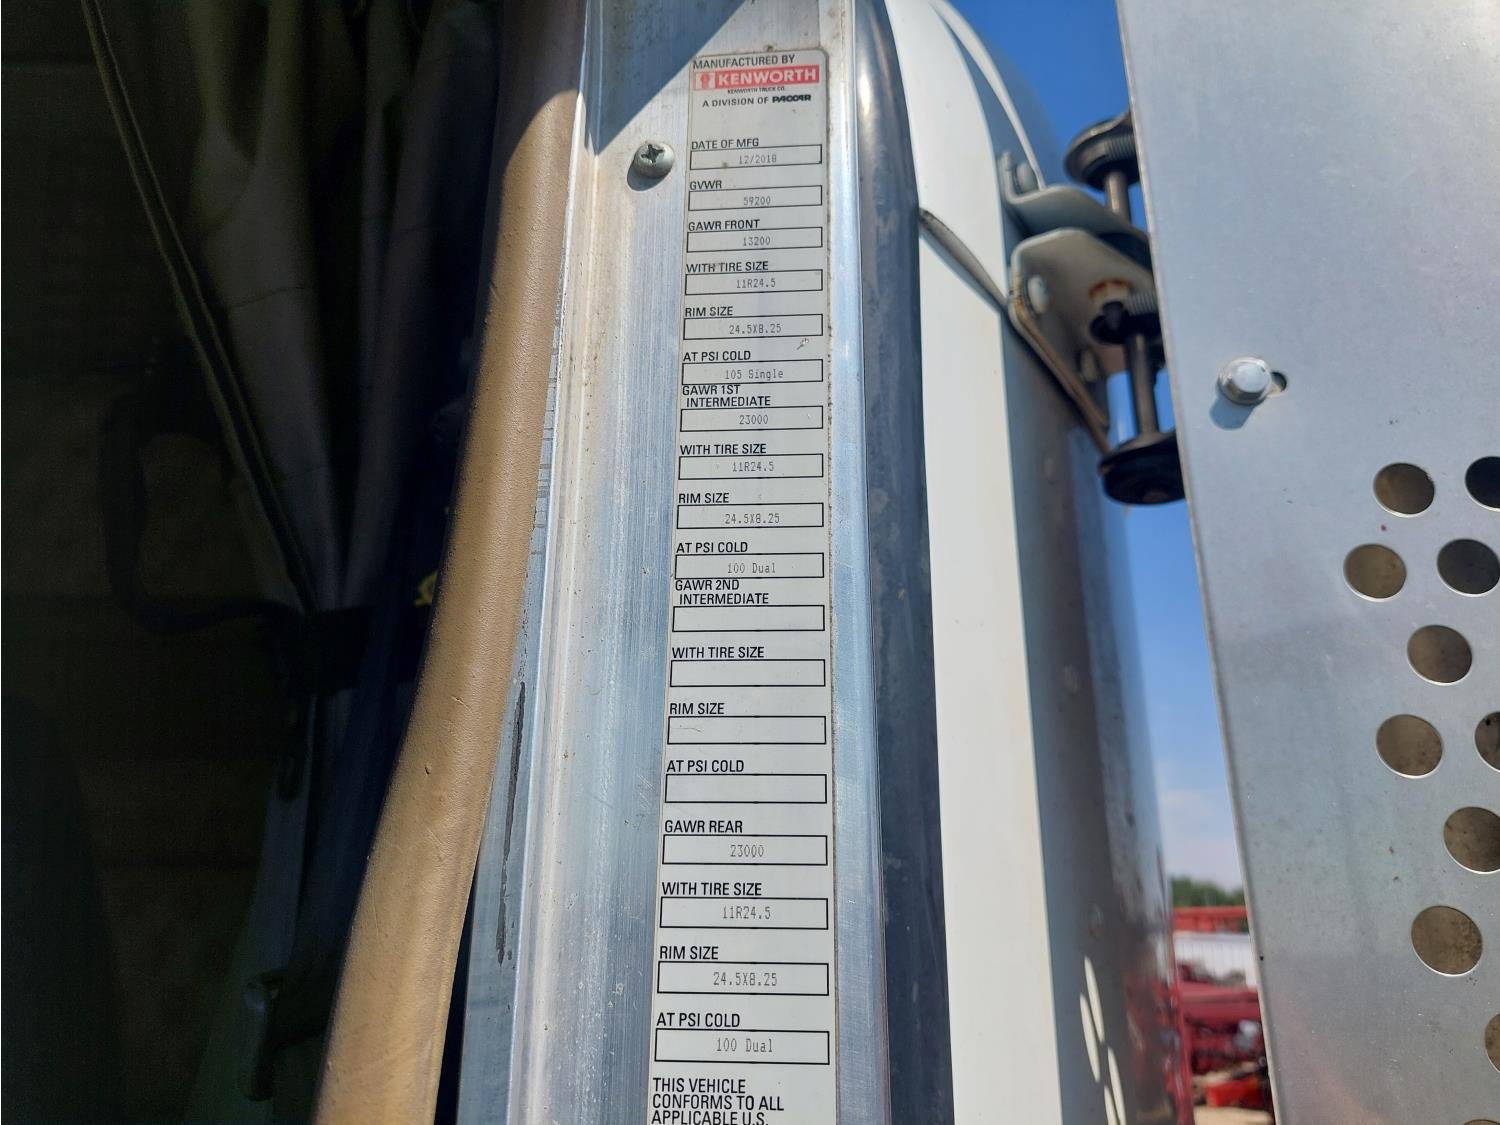 MANUFACTURED BY
KENWORTH
KENWORTH TRUCK CO.
A DIVISION OF PACCAR
DATE OF MFG
12/2018
GVWR
59200
GAWR FRONT
13200
WITH TIRE SIZE
11R24.5
RIM SIZE
24.5X8.25
AT PSI COLD
105 Single
GAWR 1ST
INTERMEDIATE
23000
WITH TIRE SIZE
11R24.5
RIM SIZE
24.5X8.25
AT PSI COLD
100 Dual
GAWR 2ND
INTERMEDIATE
WITH TIRE SIZE
RIM SIZE
AT PSI COLD
GAWR REAR
23000
WITH TIRE SIZE
11R24.5
RIM SIZE
24.5X8.25
AT PSI COLD
100 Dual
THIS VEHICLE
CONFORMS TO ALL
APPLICABLE U.S.